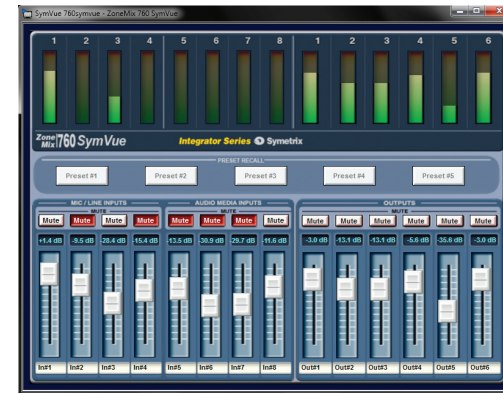 SymVue 760symvue - ZoneMix 760 SymVue
1 2 3 4 5 6 7 8 1 2 3 4 5 6
Zone Mix 760 SymVue Integrator Series Symetrix
PRESET RECALL
Preset #1 Preset #2 Preset #3 Preset #4 Preset #5
MIC / LINE INPUTS AUDIO MEDIA INPUTS OUTPUTS
MUTE MUTE MUTE
Mute Mute Mute Mute Mute Mute Mute Mute Mute Mute Mute Mute Mute Mute
+1.4 dB -9.5 dB 28.4 dB -15.4 dB -13.5 dB -30.9 dB 29.7 dB -11.6 dB -3.0 dB -13.1 dB -13.1 dB -5.6 dB -35.6 dB -3.0 dB
In#1 In#2 In#3 In#4 In#5 In#6 In#7 In#8 Out#1 Out#2 Out#3 Out#4 Out#5 Out#6